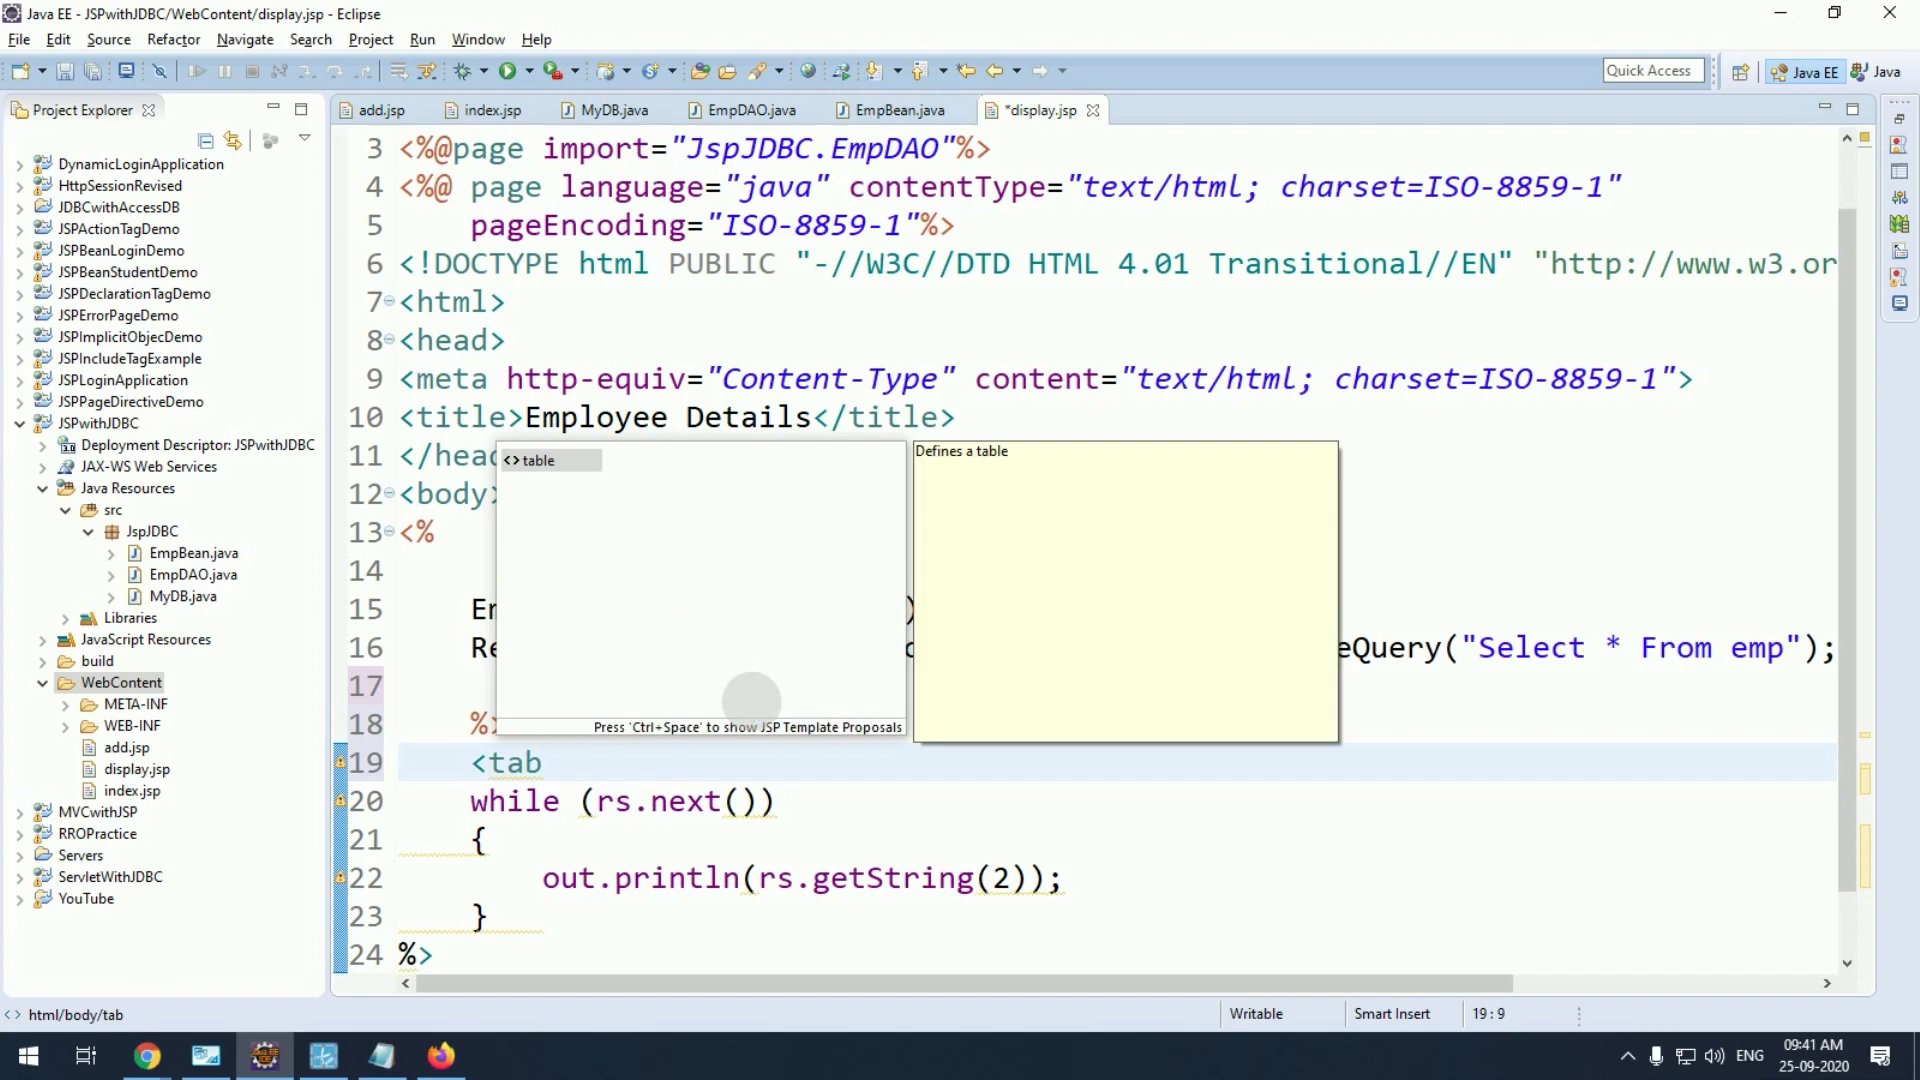 Java EE - JSPwithJDBC/WebContent/display.jsp - Eclipse
File Edit Source Refactor Navigate Search Project Run Window Help
Quick Access
Java EE
Java
Project Explorer
add.jsp
index.jsp
MyDB.java
EmpDAO.java
EmpBean.java
*display.jsp
DynamicLoginApplication
HttpSessionRevised
JDBCwithAccessDB
JSPActionTagDemo
JSPBeanLoginDemo
JSPBeanStudentDemo
JSPDeclarationTagDemo
JSPErrorPageDemo
JSPImplicitObjecDemo
JSPIncludeTagExample
JSPLoginApplication
JSPPageDirectiveDemo
JSPwithJDBC
Deployment Descriptor: JSPwithJDBC
JAX-WS Web Services
Java Resources
src
JspJDBC
EmpBean.java
EmpDAO.java
MyDB.java
Libraries
JavaScript Resources
build
WebContent
META-INF
WEB-INF
add.jsp
display.jsp
index.jsp
MVCwithJSP
RROPractice
Servers
ServletWithJDBC
YouTube
3 <%@page import="JspJDBC.EmpDAO"%>
4 <%@ page language="java" contentType="text/html; charset=ISO-8859-1"
5 pageEncoding="ISO-8859-1"%>
6 <!DOCTYPE html PUBLIC "-//W3C//DTD HTML 4.01 Transitional//EN" "http://www.w3.or
7 <html>
8 <head>
9 <meta http-equiv="Content-Type" content="text/html; charset=ISO-8859-1">
10 <title>Employee Details</title>
11 </head
12 <body>
13 <%
14
15 Em
16 Re eQuery("Select * From emp");
17
18 %>
19 <tab
20 while (rs.next())
21 {
22 out.println(rs.getString(2));
23 }
24 %>
<> table
Defines a table
Press 'Ctrl+Space' to show JSP Template Proposals
<> html/body/tab
Writable
Smart Insert
19 : 9
ENG
09:41 AM
25-09-2020